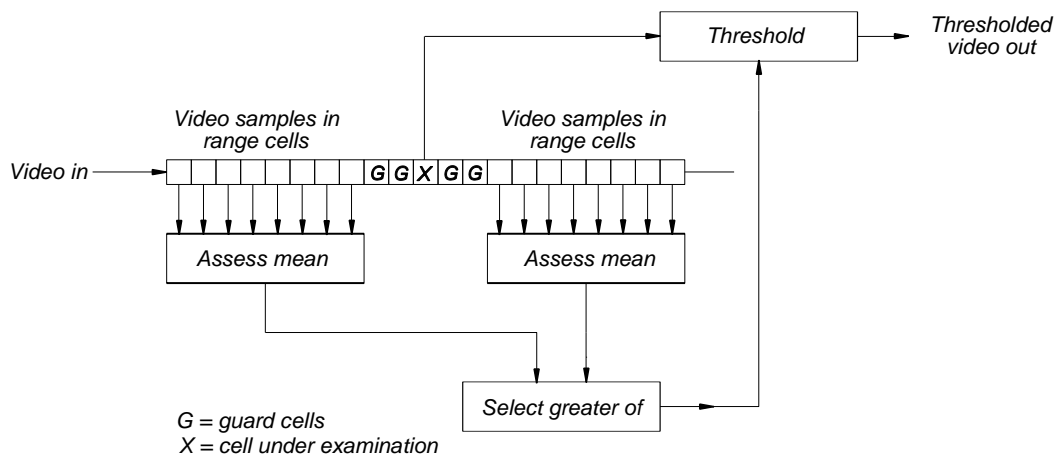 Threshold
Thresholded
video out
Video samples in
range cells
Video samples in
range cells
Video in
G G X G G
Assess mean
Assess mean
Select greater of
G = guard cells
X = cell under examination